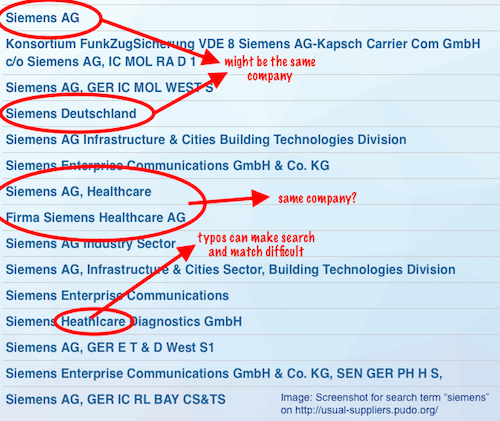 Siemens AG
Konsortium FunkZugSicherung VDE 8 Siemens AG-Kapsch Carrier Com GmbH
c/o Siemens AG, IC MOL RA D 1
might be the same
company
Siemens AG, GER IC MOL WEST S
Siemens Deutschland
Siemens AG Infrastructure & Cities Building Technologies Division
Siemens Enterprise Communications GmbH & Co. KG
Siemens AG, Healthcare
same company?
Firma Siemens Healthcare AG
typos can make search
and match difficult
Siemens AG Industry Sector
Siemens AG, Infrastructure & Cities Sector, Building Technologies Division
Siemens Enterprise Communications
Siemens Heathlcare Diagnostics GmbH
Siemens AG, GER E T & D West S1
Siemens Enterprise Communications GmbH & Co. KG, SEN GER PH H S,
Siemens AG, GER IC RL BAY CS&TS
Image: Screenshot for search term "siemens"
on http://usual-suppliers.pudo.org/